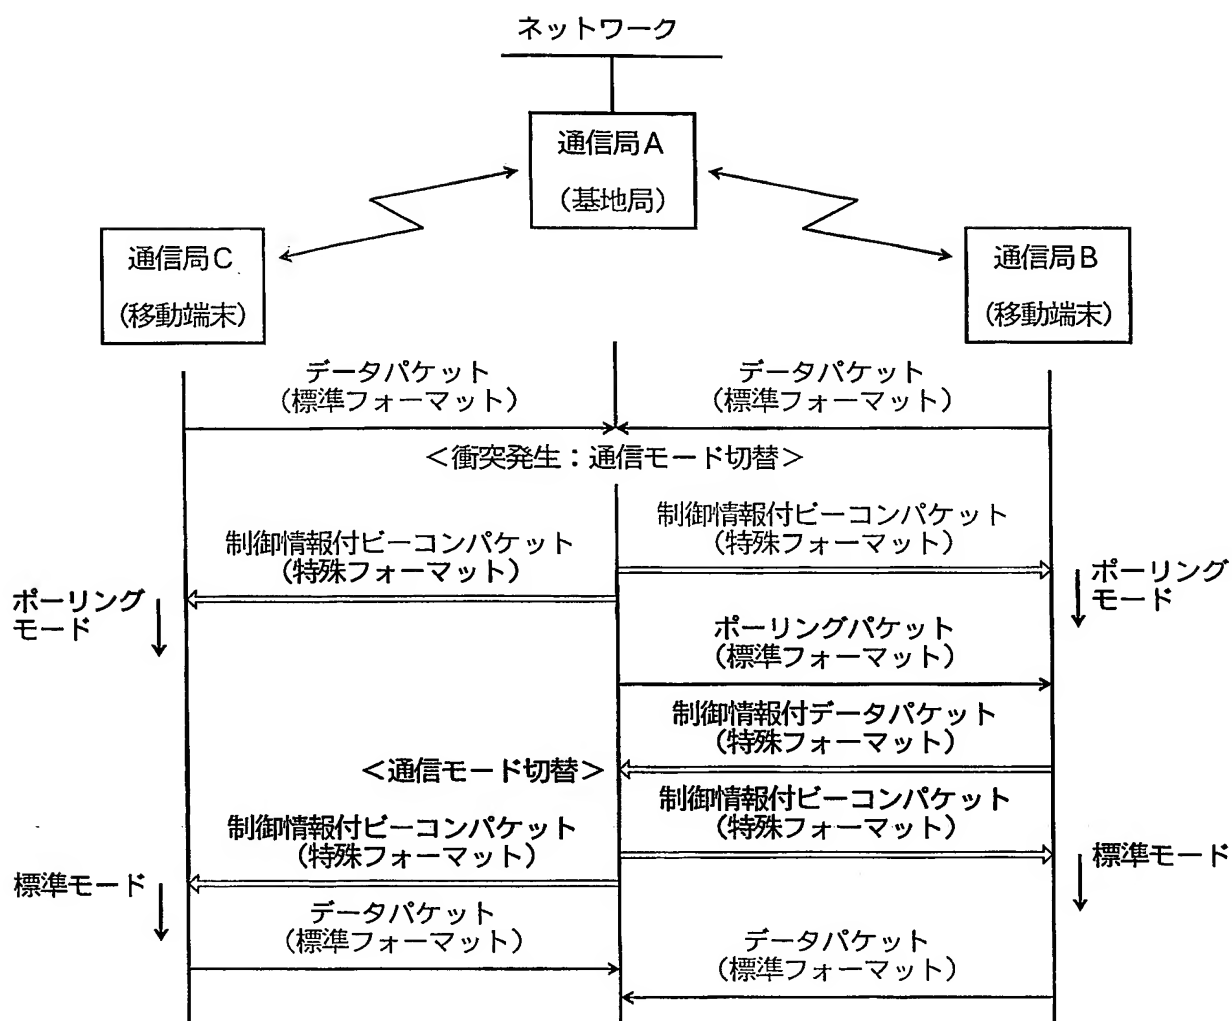 ネットワーク
通信局A
(基地局)
通信局C
(移動端末)
通信局B
(移動端末)
データパケット
(標準フォーマット)
データパケット
(標準フォーマット)
<衝突発生:通信モード切替>
制御情報付ビーコンパケット
(特殊フォーマット)
制御情報付ビーコンパケット
(特殊フォーマット)
ポーリング
モード
ポーリング
モード
ポーリングパケット
(標準フォーマット)
制御情報付データパケット
(特殊フォーマット)
<通信モード切替>
制御情報付ビーコンパケット
(特殊フォーマット)
制御情報付ビーコンパケット
(特殊フォーマット)
標準モード
標準モード
データパケット
(標準フォーマット)
データパケット
(標準フォーマット)